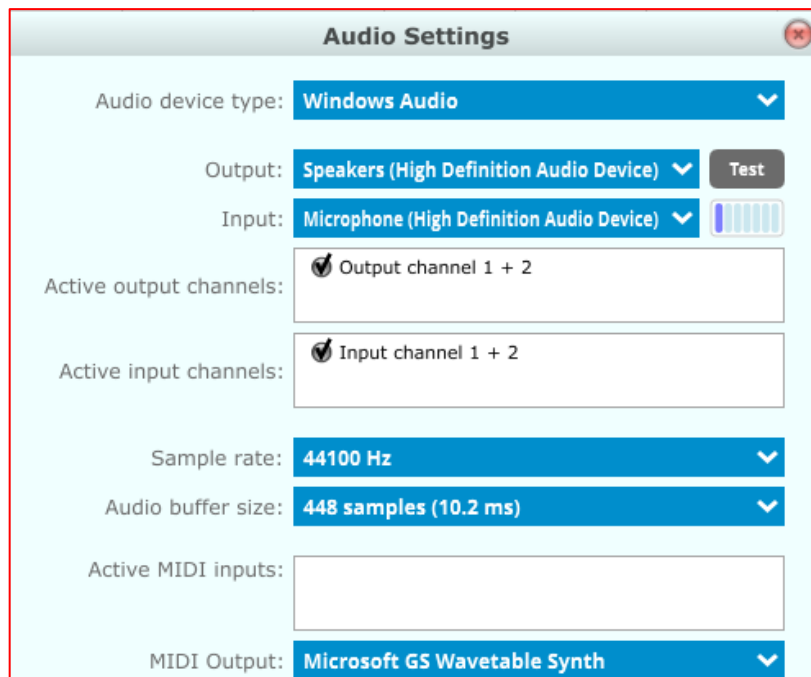 Audio Settings
Audio device type: Windows Audio
Output: Speakers (High Definition Audio Device) Test
Input: Microphone (High Definition Audio Device)
Active output channels: Output channel 1 + 2
Active input channels: Input channel 1 + 2
Sample rate: 44100 Hz
Audio buffer size: 448 samples (10.2 ms)
Active MIDI inputs:
MIDI Output: Microsoft GS Wavetable Synth